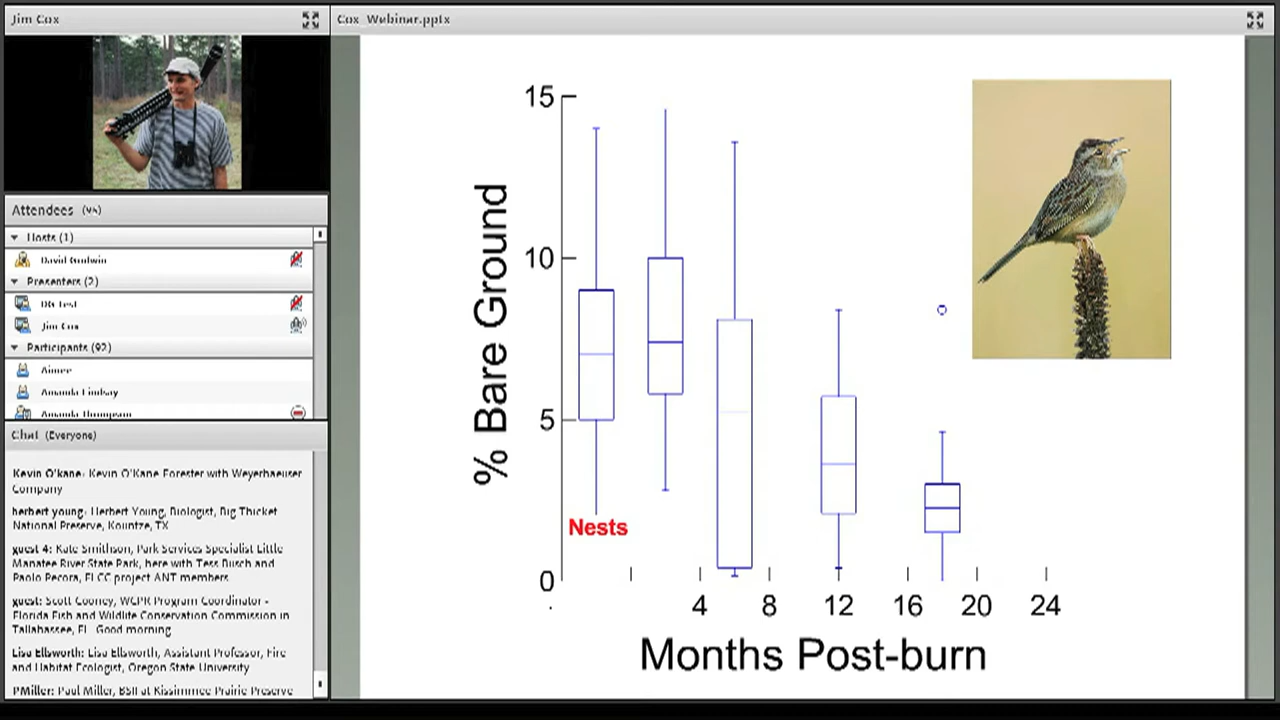 Jim Cox
Cox_Webinar.pptx
Attendees (95)
Hosts (1)
David Godwin
Presenters (2)
DG Test
Jim Cox
Participants (92)
Aimee
Amanda Lindsay
Amanda Thompson
Chat (Everyone)
Kevin O'kane: Kevin O'Kane Forester with Weyerhaeuser
Company
herbert young: Herbert Young, Biologist, Big Thicket
National Preserve, Kountze, TX
guest 4: Kate Smithson, Park Services Specialist Little
Manatee River State Park, here with Tess Busch and
Paolo Pecora, FLCC project ANT members
guest: Scott Cooney, WCPR Program Coordinator -
Florida Fish and Wildlife Conservation Commission in
Tallahassee, FL Good morning
Lisa Ellsworth: Lisa Ellsworth, Assistant Professor, Fire
and Habitat Ecologist, Oregon State University
PMiller: Paul Miller, BSII at Kissimmee Prairie Preserve
% Bare Ground
15
10
5
0
Nests
4 8 12 16 20 24
Months Post-burn